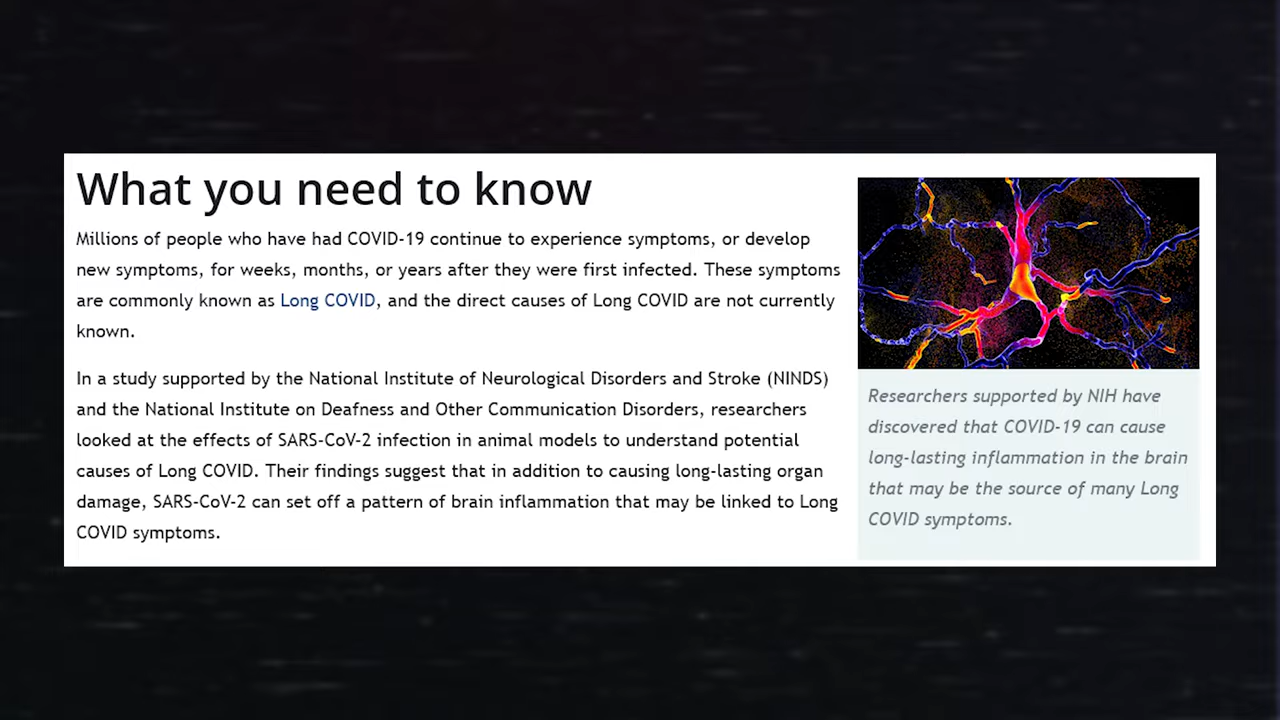 What you need to know
Millions of people who have had COVID-19 continue to experience symptoms, or develop
new symptoms, for weeks, months, or years after they were first infected. These symptoms
are commonly known as Long COVID, and the direct causes of Long COVID are not currently
known.
In a study supported by the National Institute of Neurological Disorders and Stroke (NINDS)
and the National Institute on Deafness and Other Communication Disorders, researchers
looked at the effects of SARS-CoV-2 infection in animal models to understand potential
causes of Long COVID. Their findings suggest that in addition to causing long-lasting organ
damage, SARS-CoV-2 can set off a pattern of brain inflammation that may be linked to Long
COVID symptoms.
Researchers supported by NIH have
discovered that COVID-19 can cause
long-lasting inflammation in the brain
that may be the source of many Long
COVID symptoms.